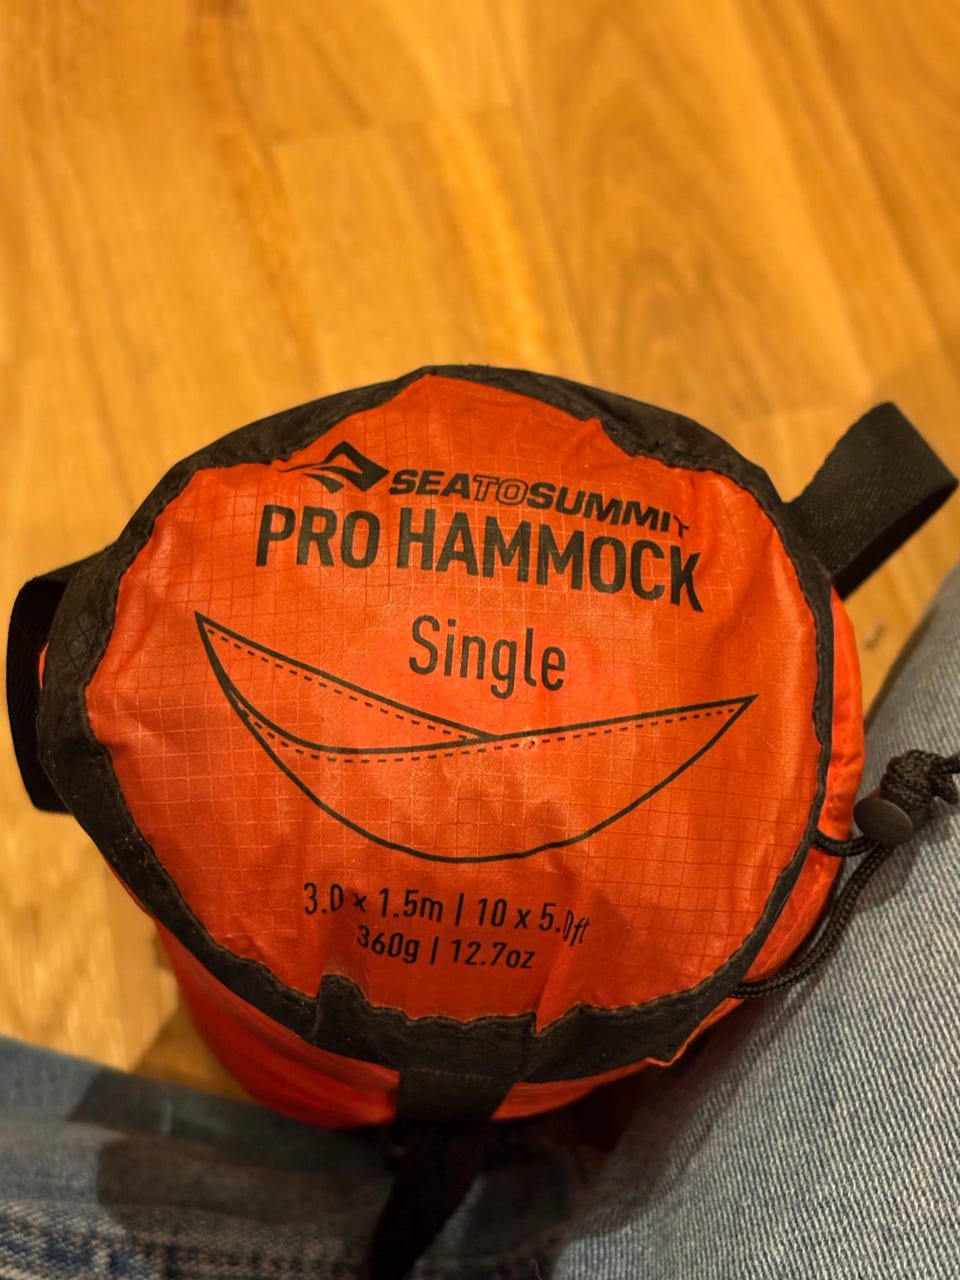 SEATOSUMMIT
PRO HAMMOCK
Single
3.0 x 1.5m | 10 x 5.0ft
360g | 12.7oz